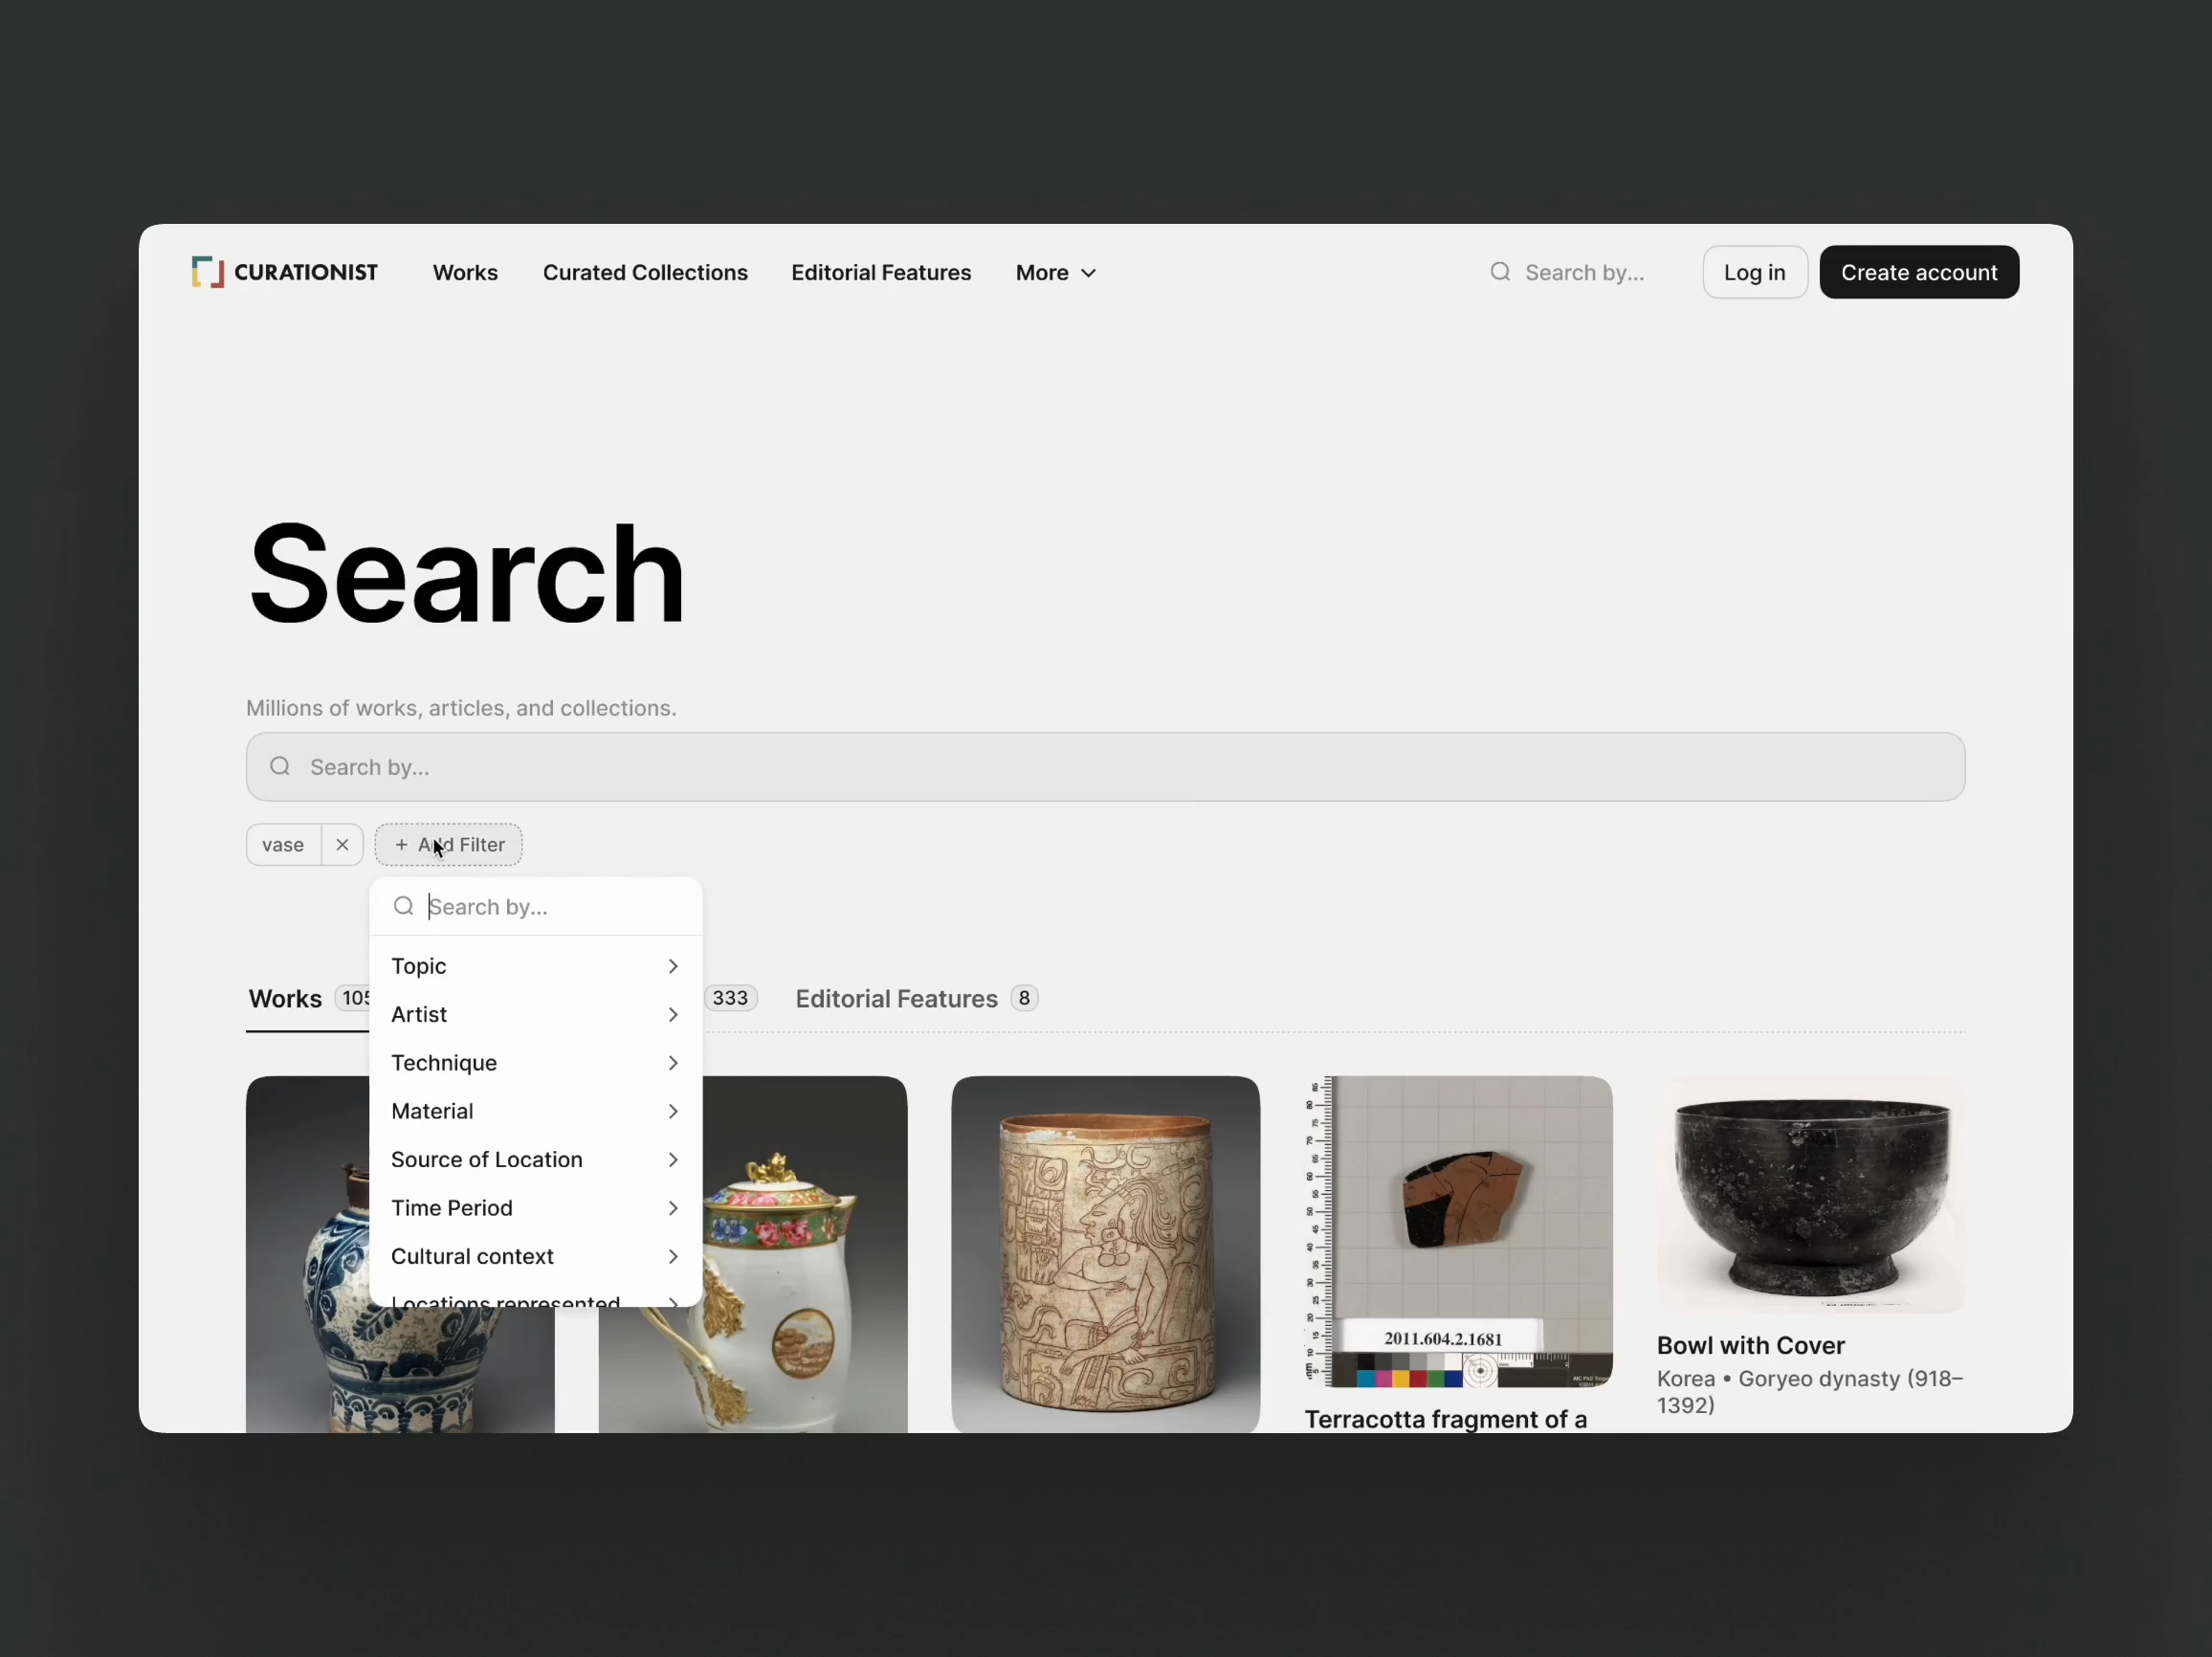 CURATIONIST
Works
Curated Collections
Editorial Features
More
Search by...
Log in
Create account
Search
Millions of works, articles, and collections.
Search by...
vase
+ Add Filter
Search by...
Topic
Artist
Technique
Material
Source of Location
Time Period
Cultural context
Locations represented
Works 105
333
Editorial Features 8
2011.604.2.1681
Terracotta fragment of a
Bowl with Cover
Korea • Goryeo dynasty (918–
1392)